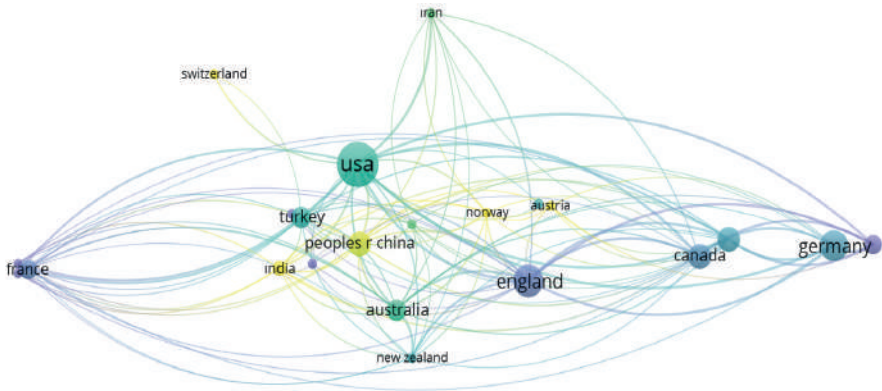 iran
switzerland
usa
turkey
norway
austria
peoples r china
france
india
england
canada
germany
australia
new zealand